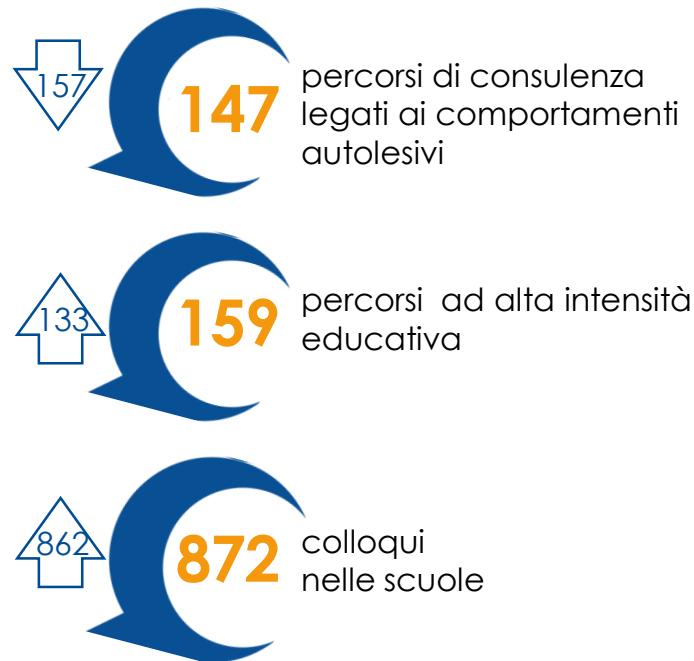 157
147
percorsi di consulenza
legati ai comportamenti
autolesivi
133
159
percorsi ad alta intensità
educativa
862
872
colloqui
nelle scuole